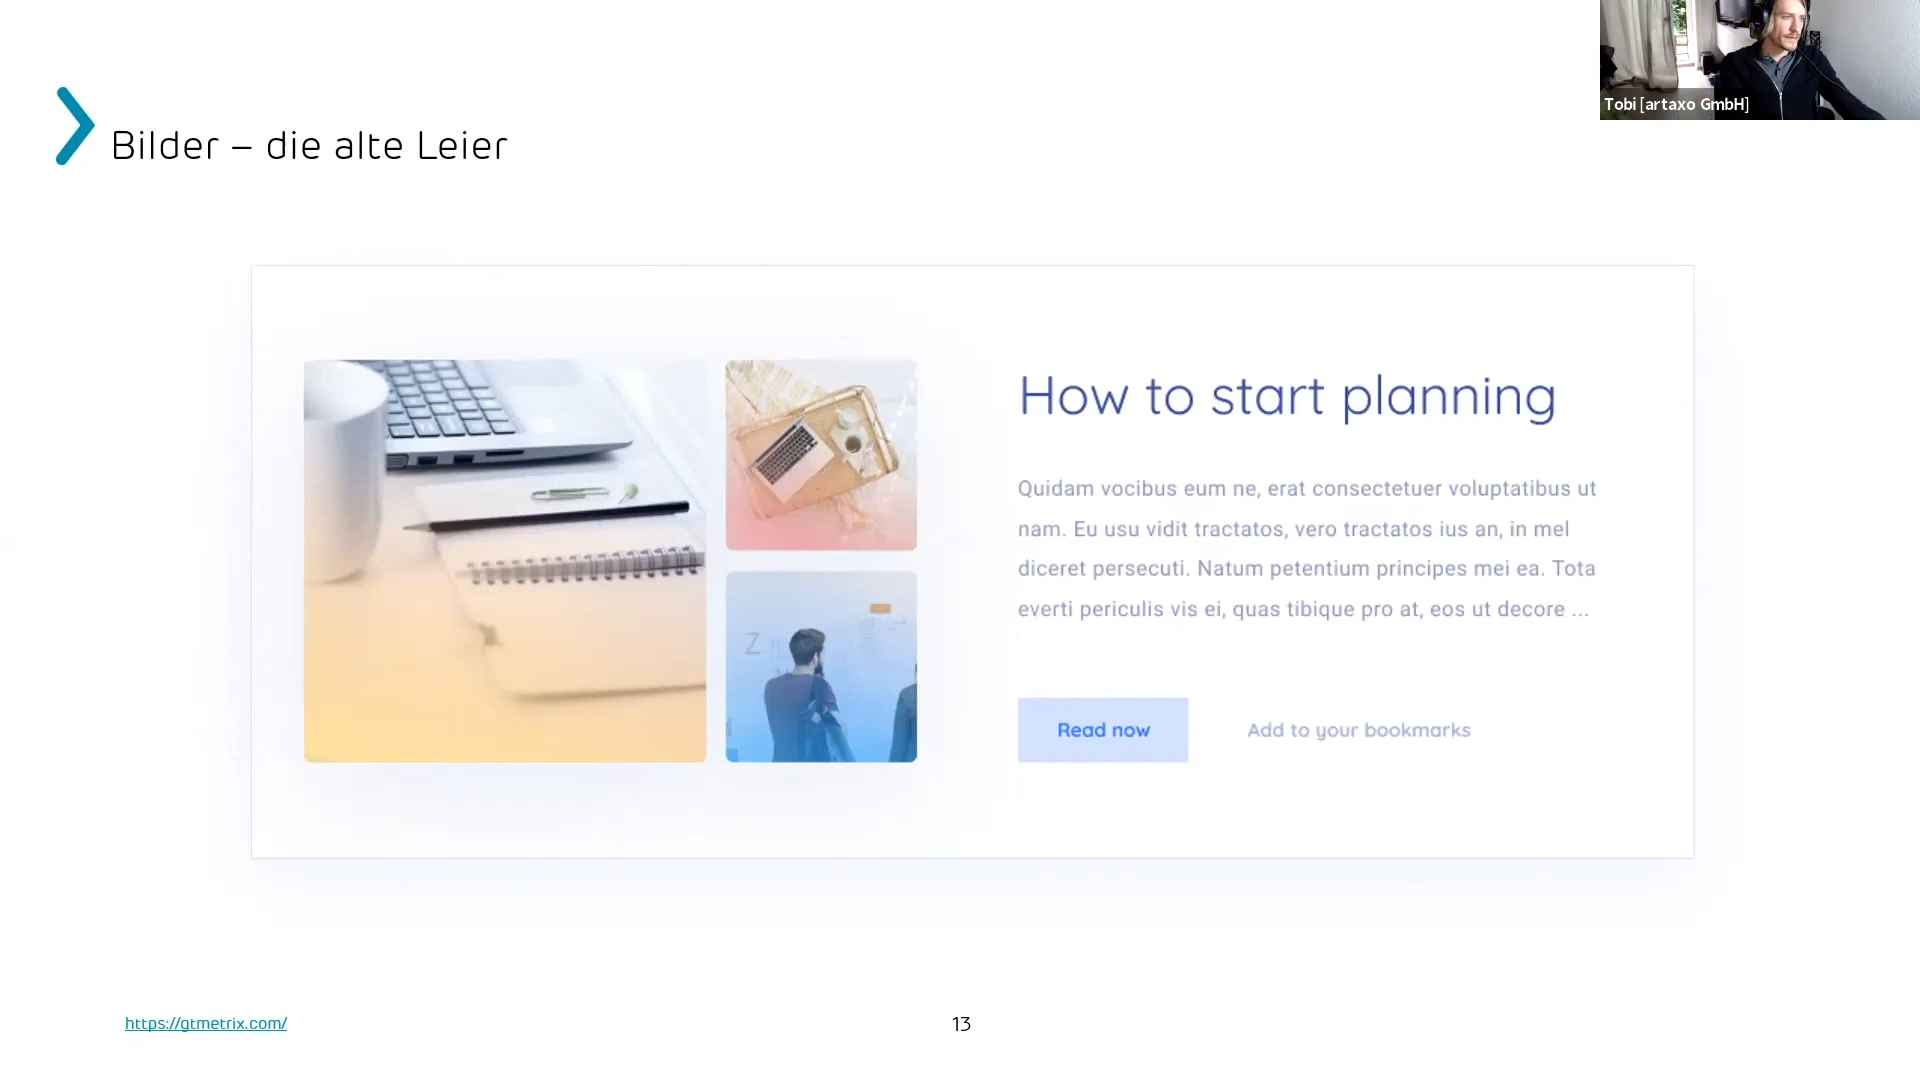 Tobi [artaxo GmbH]
Bilder – die alte Leier
How to start planning
Quidam vocibus eum ne, erat consectetuer voluptatibus ut
nam. Eu usu vidit tractatos, vero tractatos ius an, in mel
diceret persecuti. Natum petentium principes mei ea. Tota
everti periculis vis ei, quas tibique pro at, eos ut decore ...
Read now
Add to your bookmarks
Z
https://gtmetrix.com/
13